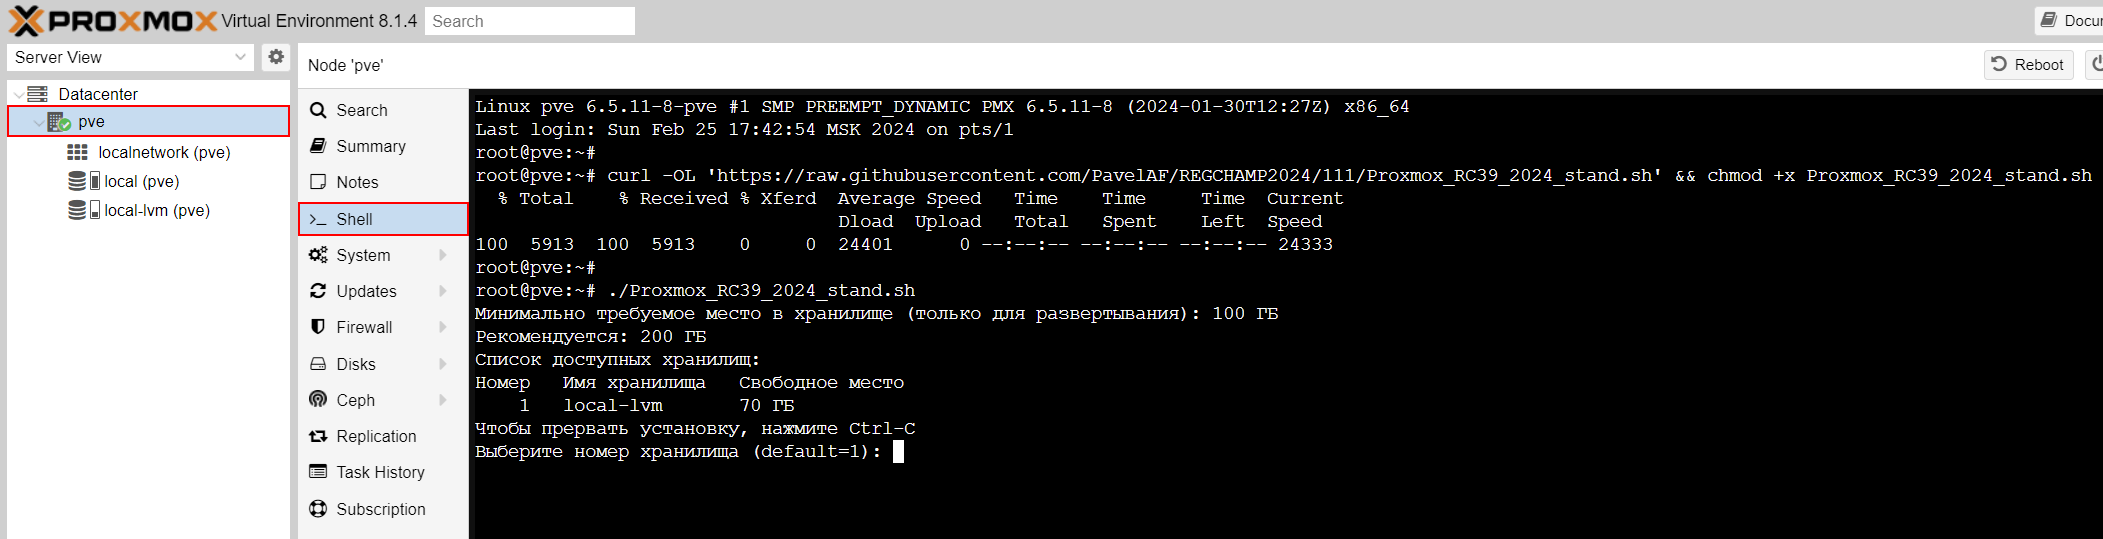 PROXMOX Virtual Environment 8.1.4 Search
Server View
Node 'pve'
Reboot
Datacenter
pve
localnetwork (pve)
local (pve)
local-lvm (pve)
Search
Summary
Notes
Shell
System
Updates
Firewall
Disks
Ceph
Replication
Task History
Subscription
Linux pve 6.5.11-8-pve #1 SMP PREEMPT_DYNAMIC PMX 6.5.11-8 (2024-01-30T12:27Z) x86_64
Last login: Sun Feb 25 17:42:54 MSK 2024 on pts/1
root@pve:~#
root@pve:~# curl -OL 'https://raw.githubusercontent.com/PavelAF/REGCHAMP2024/111/Proxmox_RC39_2024_stand.sh' && chmod +x Proxmox_RC39_2024_stand.sh
% Total % Received % Xferd Average Speed Time Time Time Current
Dload Upload Total Spent Left Speed
100 5913 100 5913 0 0 24401 0 --:--:-- --:--:-- --:--:-- 24333
root@pve:~#
root@pve:~# ./Proxmox_RC39_2024_stand.sh
Минимально требуемое место в хранилище (только для развертывания): 100 ГБ
Рекомендуется: 200 ГБ
Список доступных хранилищ:
Номер Имя хранилища Свободное место
1 local-lvm 70 ГБ
Чтобы прервать установку, нажмите Ctrl-C
Выберите номер хранилища (default=1):